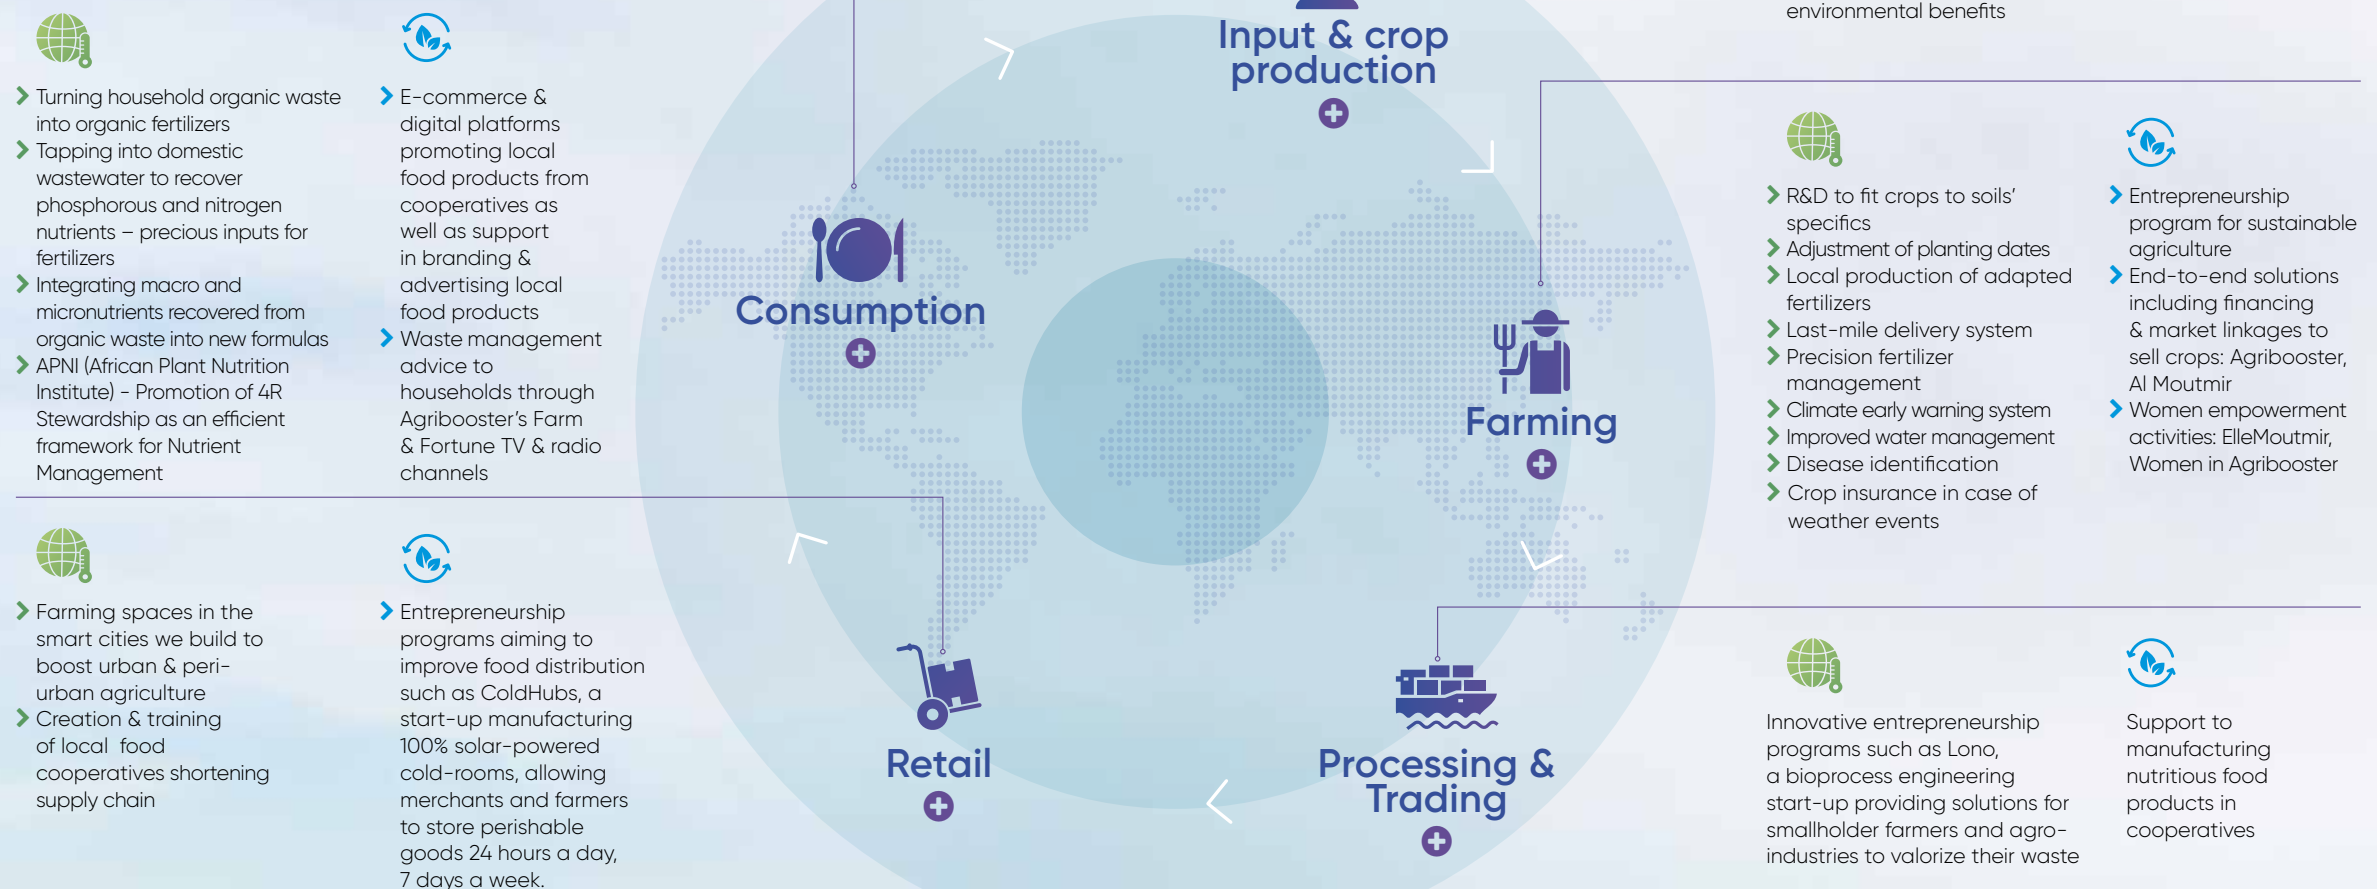 environmental benefits
Input & crop
production
Turning household organic waste
into organic fertilizers
Tapping into domestic
wastewater to recover
phosphorous and nitrogen
nutrients – precious inputs for
fertilizers
Integrating macro and
micronutrients recovered from
organic waste into new formulas
APNI (African Plant Nutrition
Institute) - Promotion of 4R
Stewardship as an efficient
framework for Nutrient
Management
E-commerce &
digital platforms
promoting local
food products from
cooperatives as
well as support
in branding &
advertising local
food products
Waste management
advice to
households through
Agribooster's Farm
& Fortune TV & radio
channels
Consumption
Farming
R&D to fit crops to soils'
specifics
Adjustment of planting dates
Local production of adapted
fertilizers
Last-mile delivery system
Precision fertilizer
management
Climate early warning system
Improved water management
Disease identification
Crop insurance in case of
weather events
Entrepreneurship
program for sustainable
agriculture
End-to-end solutions
including financing
& market linkages to
sell crops: Agribooster,
Al Moutmir
Women empowerment
activities: ElleMoutmir,
Women in Agribooster
Farming spaces in the
smart cities we build to
boost urban & peri-
urban agriculture
Creation & training
of local food
cooperatives shortening
supply chain
Entrepreneurship
programs aiming to
improve food distribution
such as ColdHubs, a
start-up manufacturing
100% solar-powered
cold-rooms, allowing
merchants and farmers
to store perishable
goods 24 hours a day,
7 days a week.
Retail
Processing &
Trading
Innovative entrepreneurship
programs such as Lono,
a bioprocess engineering
start-up providing solutions for
smallholder farmers and agro-
industries to valorize their waste
Support to
manufacturing
nutritious food
products in
cooperatives